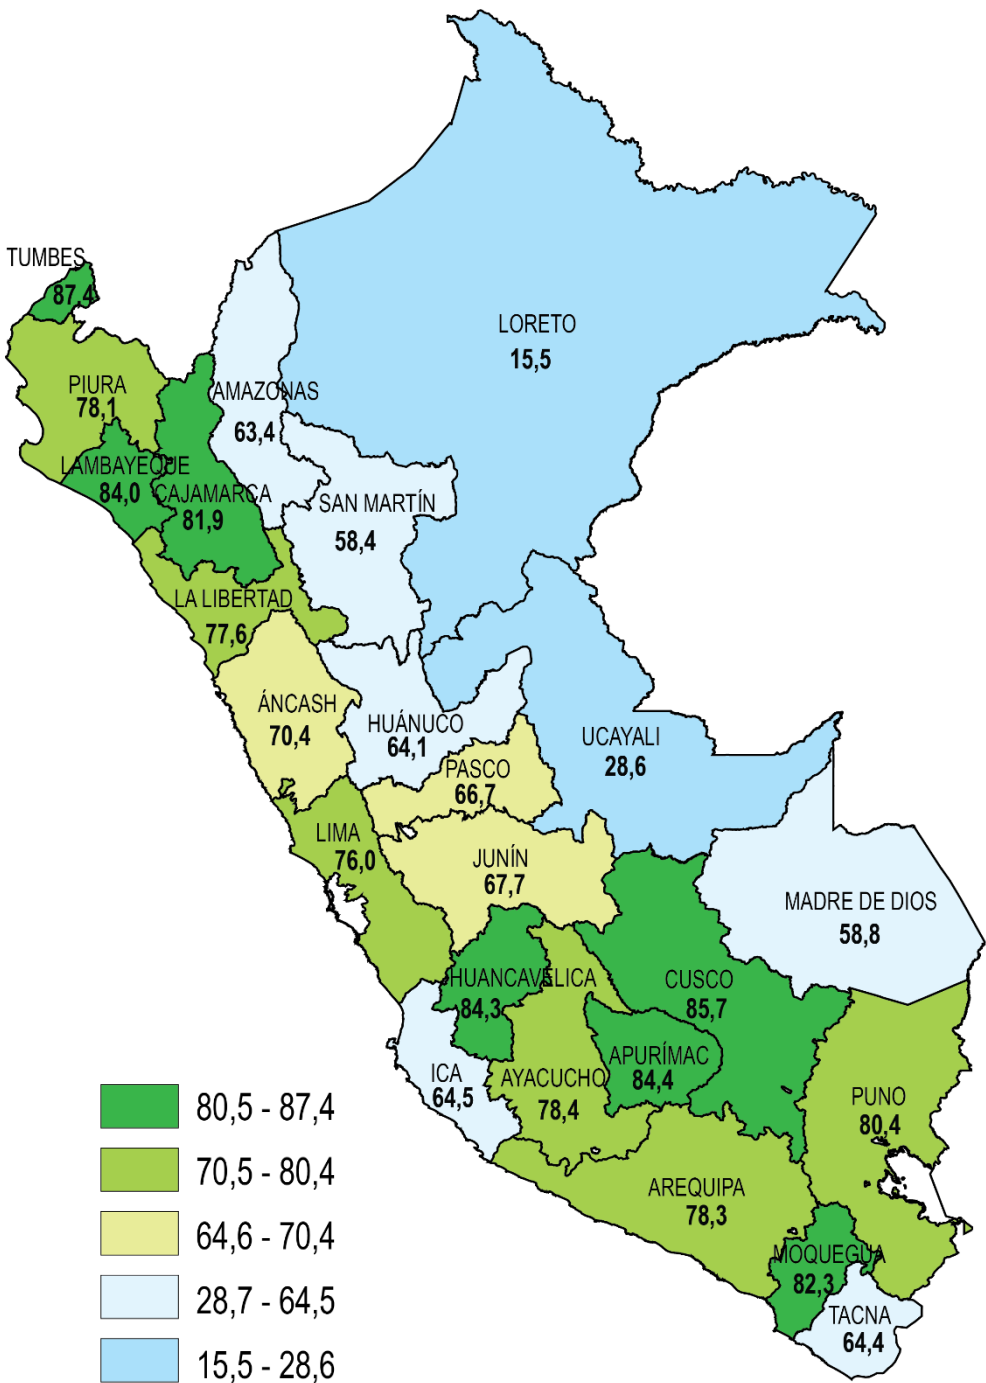 TUMBES
87,4
LORETO
15,5
PIURA
78,1
AMAZONAS
63,4
LAMBAYEQUE
84,0
CAJAMARCA
81,9
SAN MARTÍN
58,4
LA LIBERTAD
77,6
ÁNCASH
70,4
HUÁNUCO
64,1
UCAYALI
28,6
PASCO
66,7
LIMA
76,0
JUNÍN
67,7
MADRE DE DIOS
58,8
HUANCAVELICA
84,3
CUSCO
85,7
APURÍMAC
84,4
ICA
64,5
AYACUCHO
78,4
PUNO
80,4
AREQUIPA
78,3
MOQUEGUA
82,3
TACNA
64,4
80,5 - 87,4
70,5 - 80,4
64,6 - 70,4
28,7 - 64,5
15,5 - 28,6